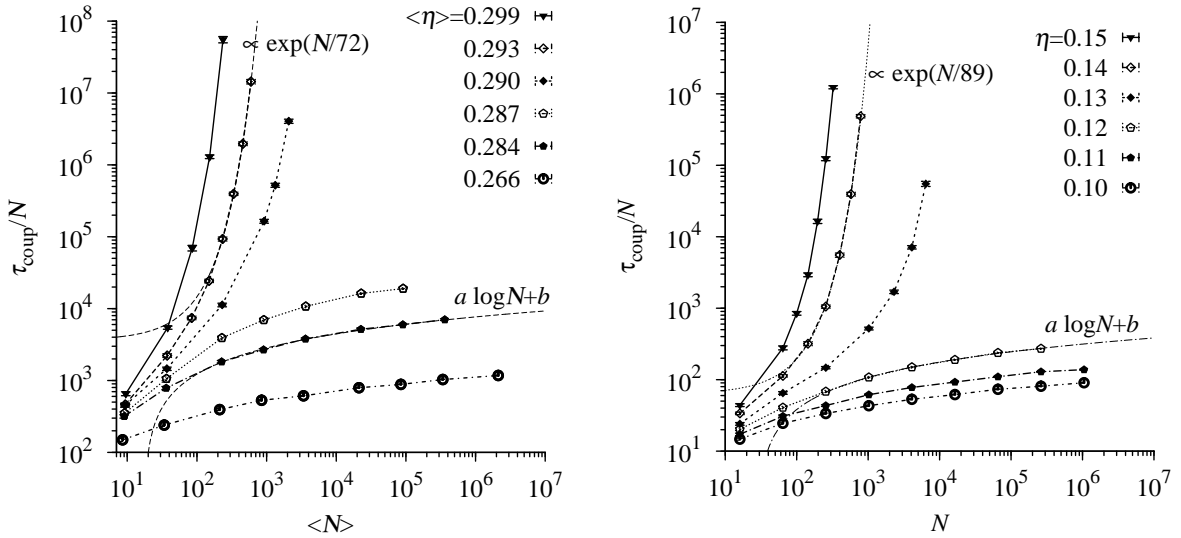 10^8
10^7
10^6
10^5
10^4
10^3
10^2
τ_coup/N
10^1 10^2 10^3 10^4 10^5 10^6 10^7
<N>
<η>=0.299
0.293
0.290
0.287
0.284
0.266
∝ exp(N/72)
a logN+b
10^7
10^6
10^5
10^4
10^3
10^2
10^1
τ_coup/N
10^1 10^2 10^3 10^4 10^5 10^6 10^7
N
η=0.15
0.14
0.13
0.12
0.11
0.10
∝ exp(N/89)
a logN+b